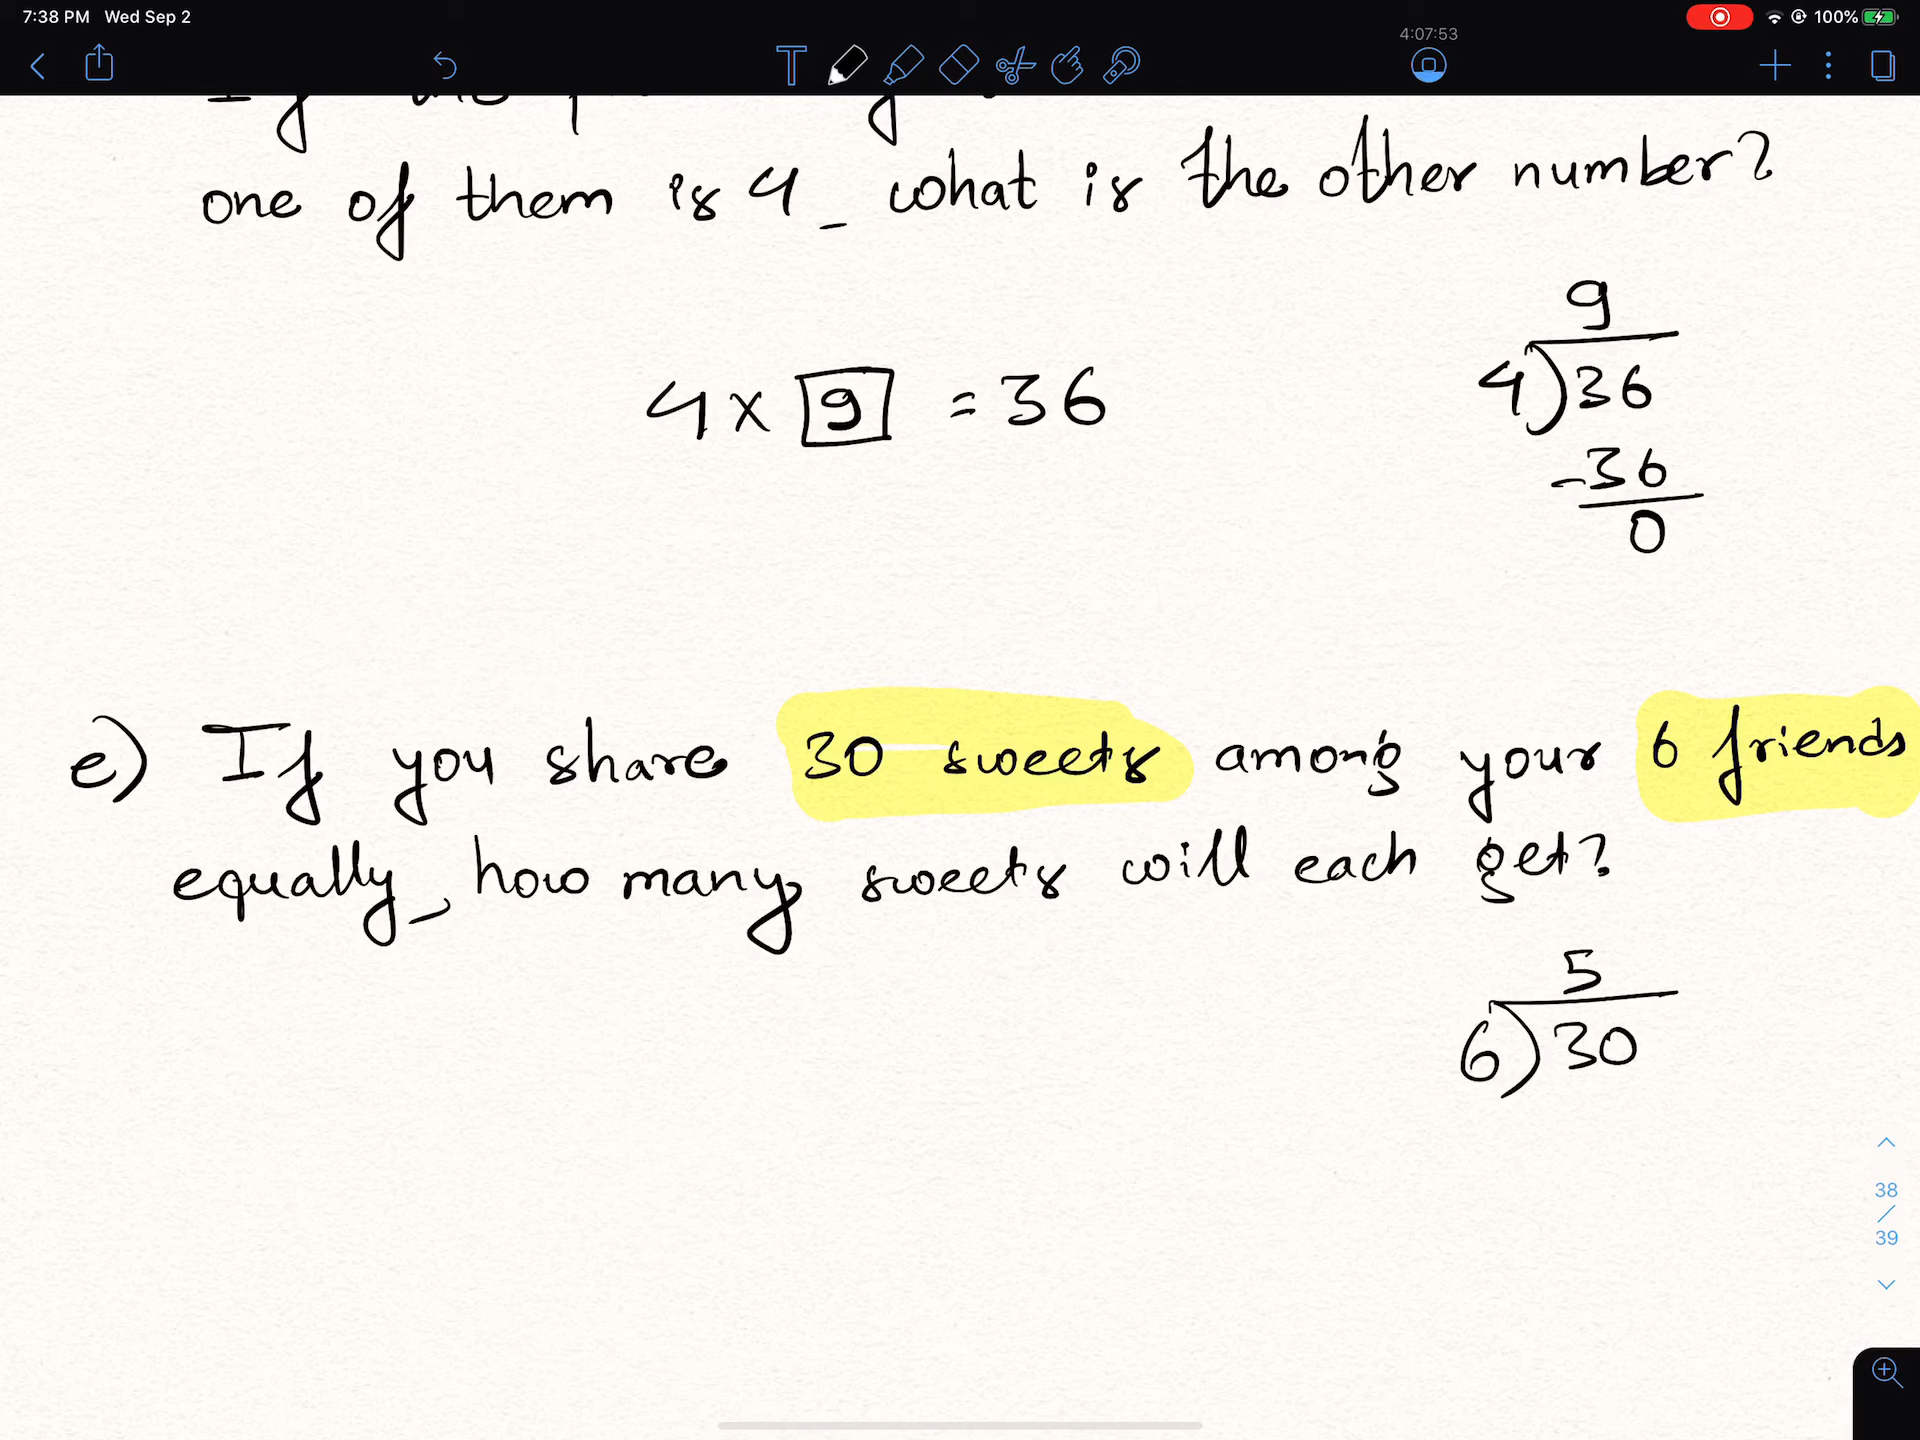 7:38 PM Wed Sep 2
100%
4:07:53
one of them is 4, what is the other number?
9
4 x 9 = 36
4)36
-36
0
e) If you share 30 sweets among your 6 friends
equally, how many sweets will each get?
5
6)30
38
/
39